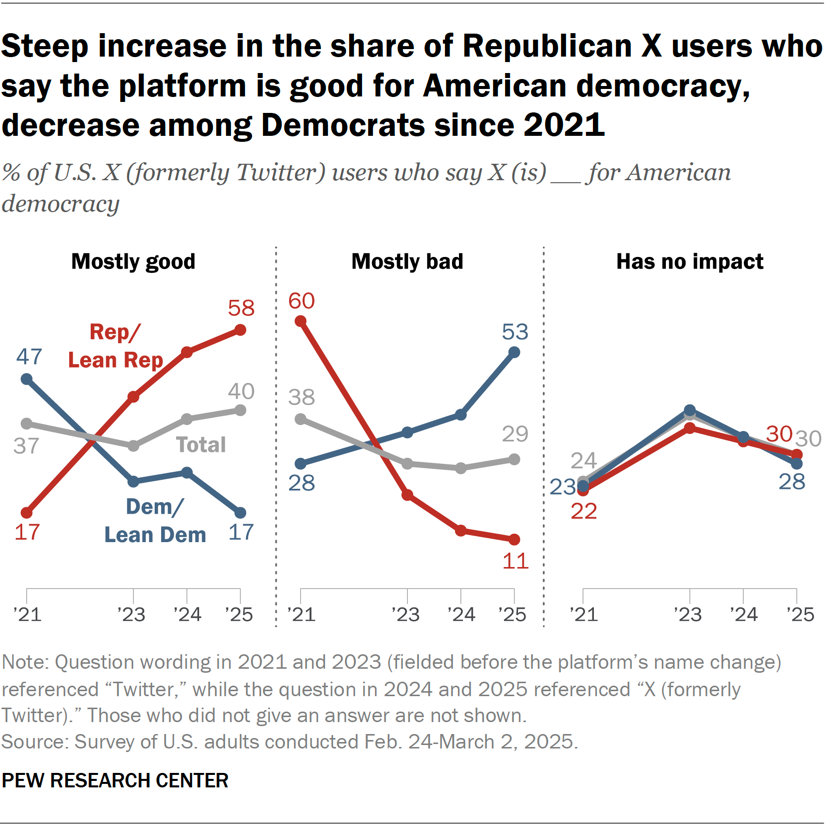 Steep increase in the share of Republican X users who
say the platform is good for American democracy,
decrease among Democrats since 2021
% of U.S. X (formerly Twitter) users who say X (is) __ for American
democracy
Mostly good
47
37
17
Rep/
Lean Rep
58
40
Total
Dem/
Lean Dem
17
’21
’23
’24
’25
Mostly bad
60
38
28
53
29
11
’21
’23
’24
’25
Has no impact
24
23
22
30
30
28
’21
’23
’24
’25
Note: Question wording in 2021 and 2023 (fielded before the platform’s name change)
referenced “Twitter,” while the question in 2024 and 2025 referenced “X (formerly
Twitter).” Those who did not give an answer are not shown.
Source: Survey of U.S. adults conducted Feb. 24-March 2, 2025.
PEW RESEARCH CENTER